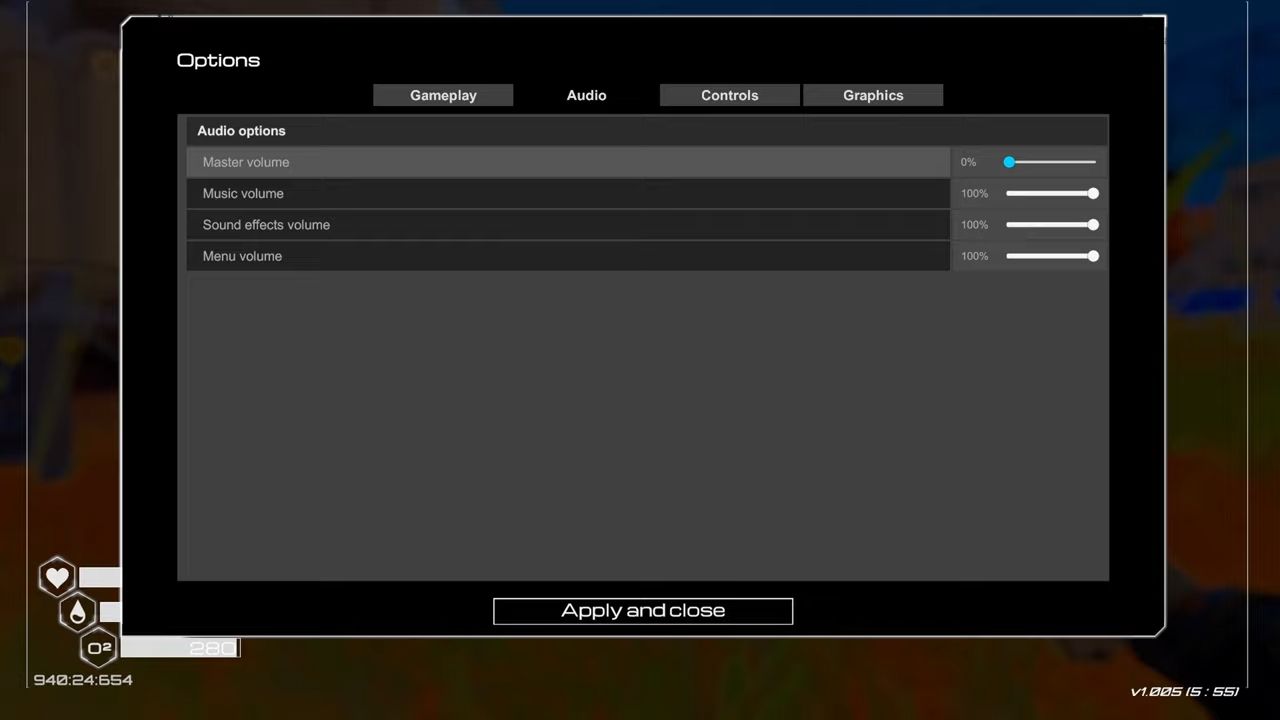 Options
Gameplay Audio Controls Graphics
Audio options
Master volume 0%
Music volume 100%
Sound effects volume 100%
Menu volume 100%
Apply and close
O²
280
940:24:654
v1.005 (5 : 55)